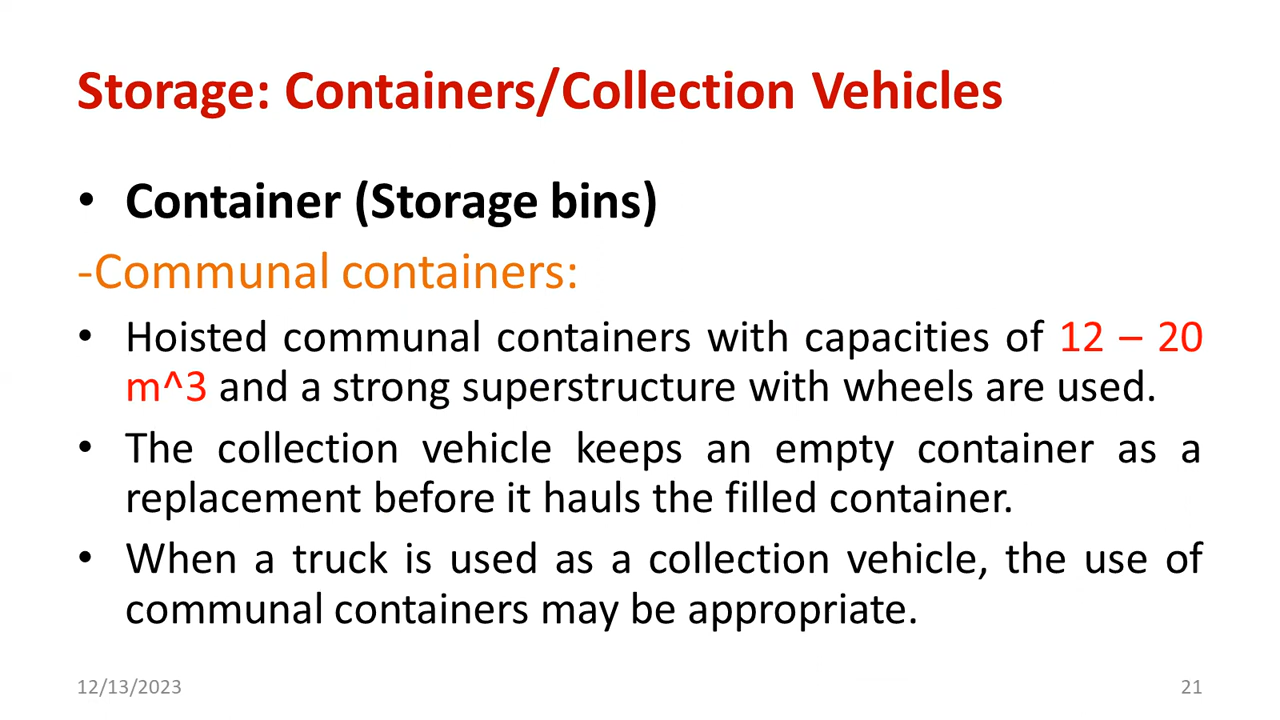 Storage: Containers/Collection Vehicles
• Container (Storage bins)
-Communal containers:
• Hoisted communal containers with capacities of 12 – 20
m^3 and a strong superstructure with wheels are used.
• The collection vehicle keeps an empty container as a
replacement before it hauls the filled container.
• When a truck is used as a collection vehicle, the use of
communal containers may be appropriate.
12/13/2023
21